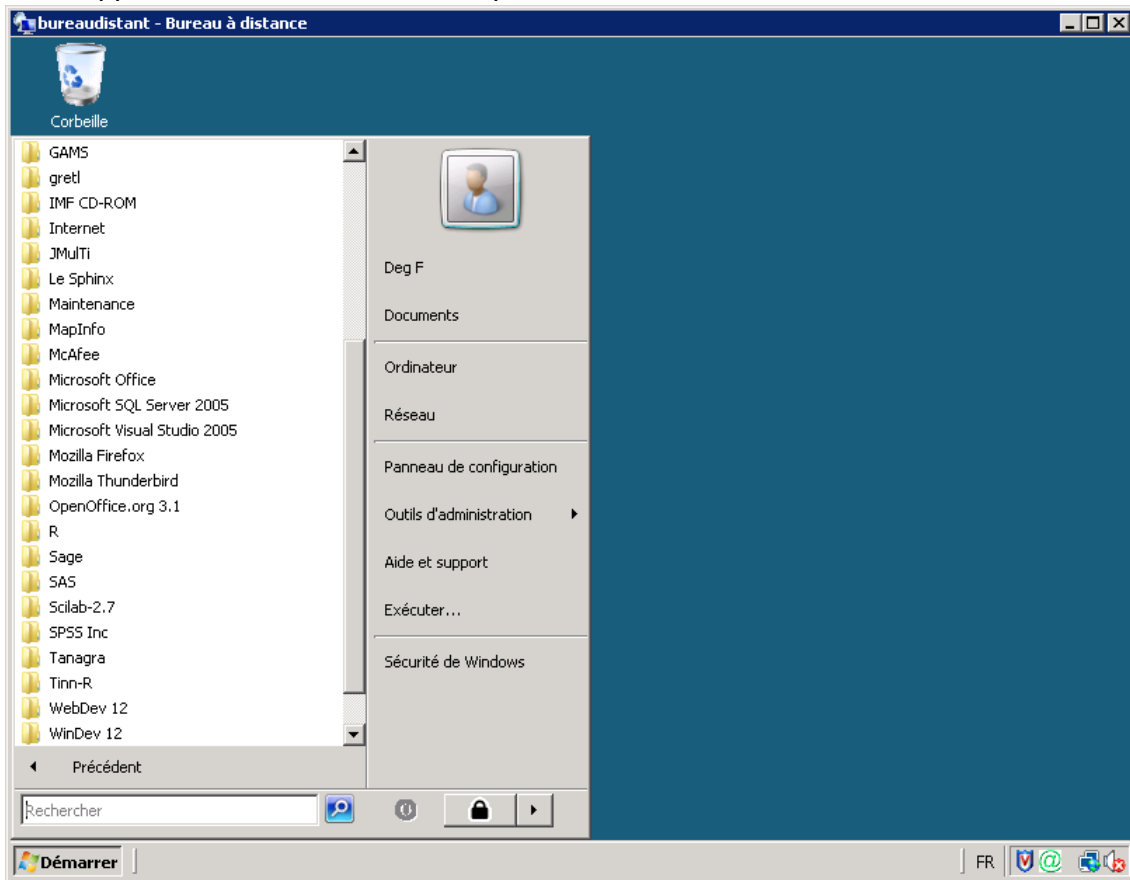 bureaudistant - Bureau à distance
Corbeille
GAMS
gretl
IMF CD-ROM
Internet
JMulTi
Le Sphinx
Maintenance
MapInfo
McAfee
Microsoft Office
Microsoft SQL Server 2005
Microsoft Visual Studio 2005
Mozilla Firefox
Mozilla Thunderbird
OpenOffice.org 3.1
R
Sage
SAS
Scilab-2.7
SPSS Inc
Tanagra
Tinn-R
WebDev 12
WinDev 12
Précédent
Rechercher
Deg F
Documents
Ordinateur
Réseau
Panneau de configuration
Outils d'administration
Aide et support
Exécuter...
Sécurité de Windows
Démarrer
FR